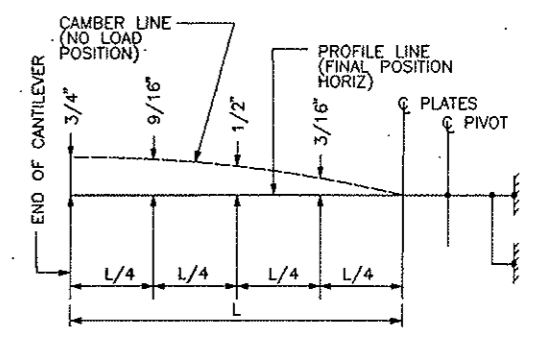 CAMBER LINE
(NO LOAD
POSITION)
PROFILE LINE
(FINAL POSITION
HORIZ)
℄ PLATES
℄ PIVOT
END OF CANTILEVER
3/4"
9/16"
1/2"
3/16"
L/4
L/4
L/4
L/4
L